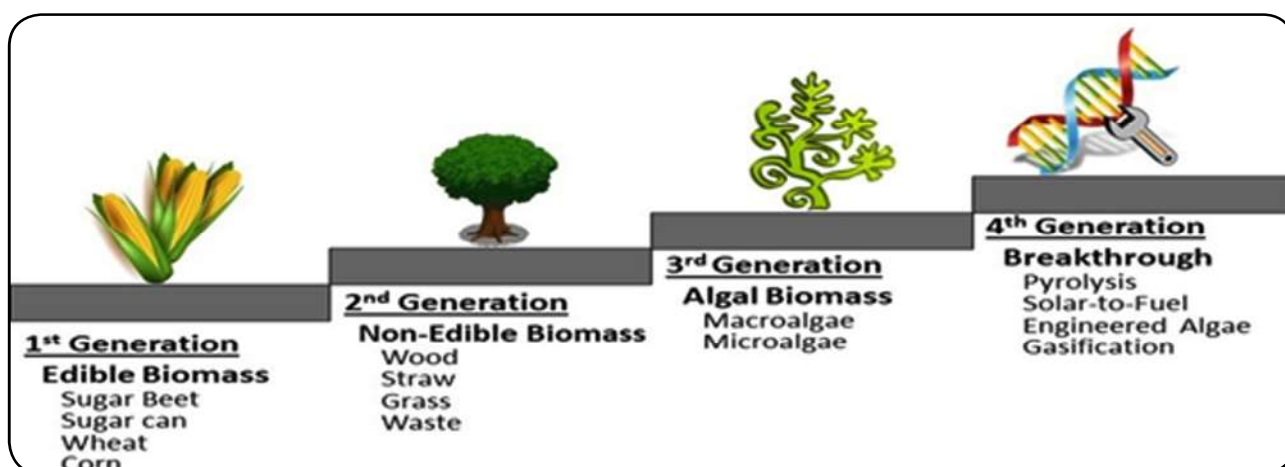 1st Generation
Edible Biomass
Sugar Beet
Sugar can
Wheat
Corn
2nd Generation
Non-Edible Biomass
Wood
Straw
Grass
Waste
3rd Generation
Algal Biomass
Macroalgae
Microalgae
4th Generation
Breakthrough
Pyrolysis
Solar-to-Fuel
Engineered Algae
Gasification